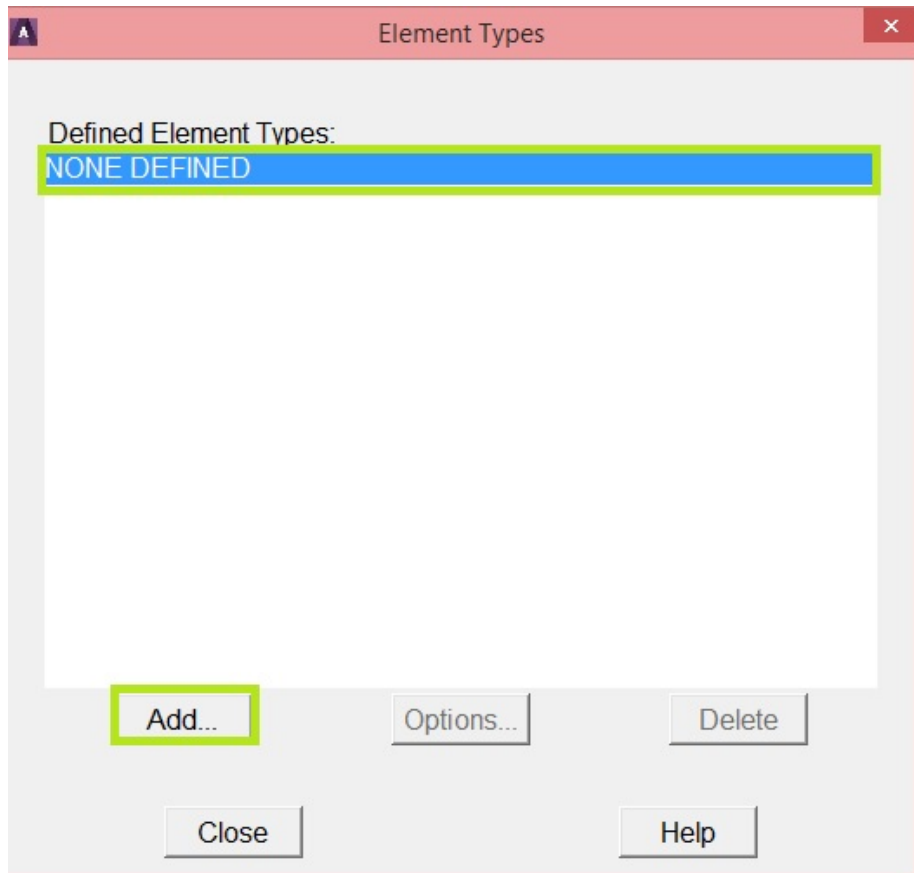 Element Types
Defined Element Types:
NONE DEFINED
Add... Options... Delete
Close Help